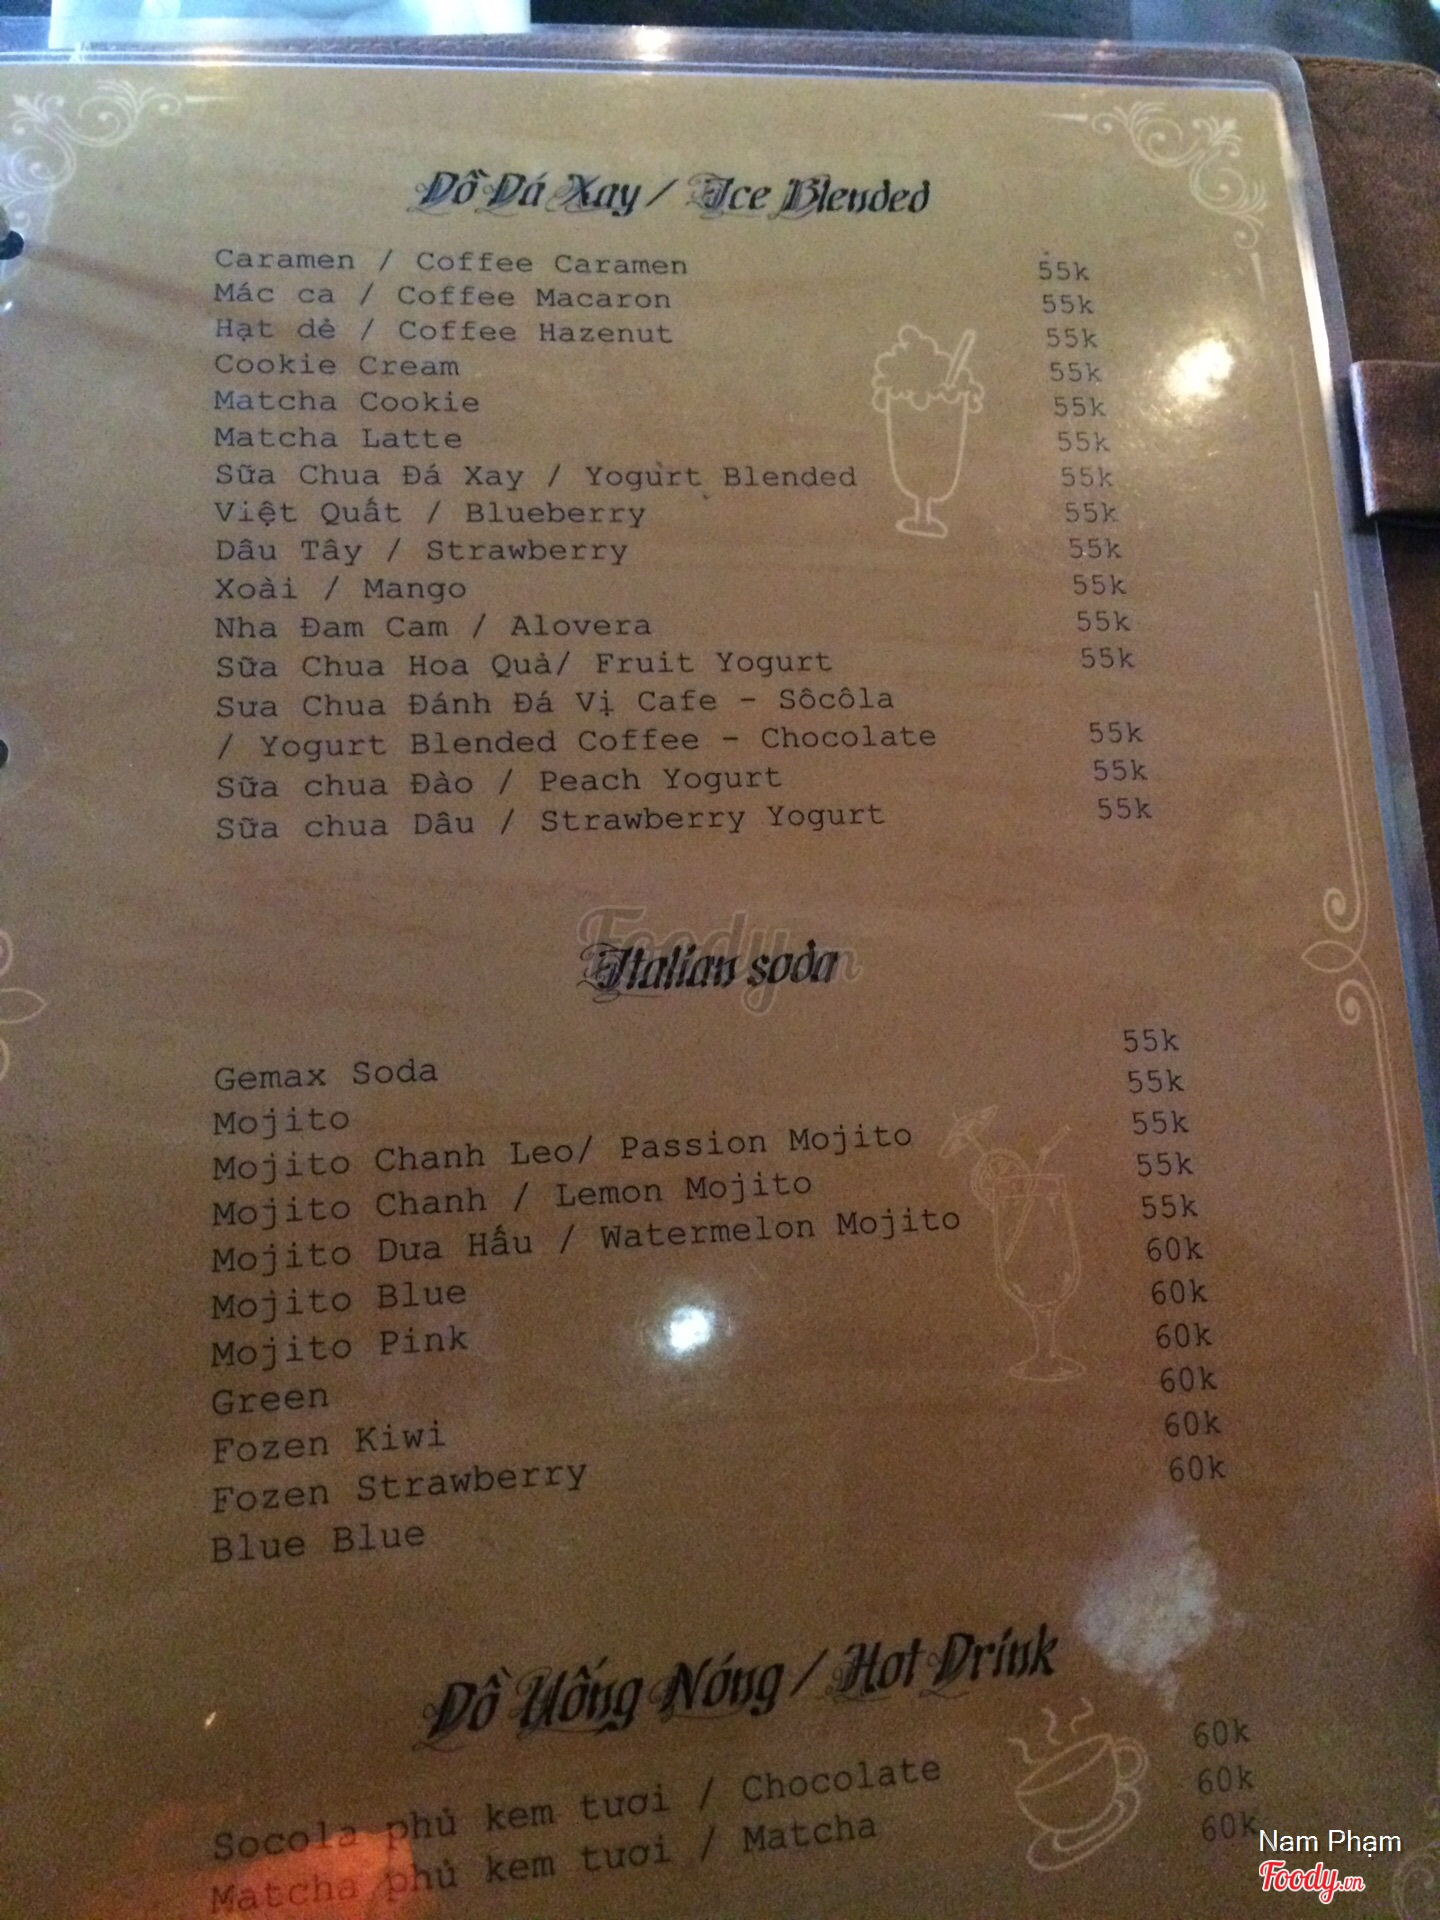 Đồ Đá Xay / Ice Blended
Caramen / Coffee Caramen 55k
Mác ca / Coffee Macaron 55k
Hạt dẻ / Coffee Hazenut 55k
Cookie Cream 55k
Matcha Cookie 55k
Matcha Latte 55k
Sữa Chua Đá Xay / Yogurt Blended 55k
Việt Quất / Blueberry 55k
Dâu Tây / Strawberry 55k
Xoài / Mango 55k
Nha Đam Cam / Alovera 55k
Sữa Chua Hoa Quả/ Fruit Yogurt 55k
Sưa Chua Đánh Đá Vị Cafe - Sôcôla
/ Yogurt Blended Coffee - Chocolate 55k
Sữa chua Đào / Peach Yogurt 55k
Sữa chua Dâu / Strawberry Yogurt 55k
Foody.vn
Italian soda
Gemax Soda 55k
Mojito 55k
Mojito Chanh Leo/ Passion Mojito 55k
Mojito Chanh / Lemon Mojito 55k
Mojito Dưa Hấu / Watermelon Mojito 55k
Mojito Blue 60k
Mojito Pink 60k
Green 60k
Fozen Kiwi 60k
Fozen Strawberry 60k
Blue Blue 60k
Đồ Uống Nóng / Hot Drink
Socola phủ kem tươi / Chocolate 60k
Matcha phủ kem tươi / Matcha 60k
60k
Nam Phạm
Foody.vn